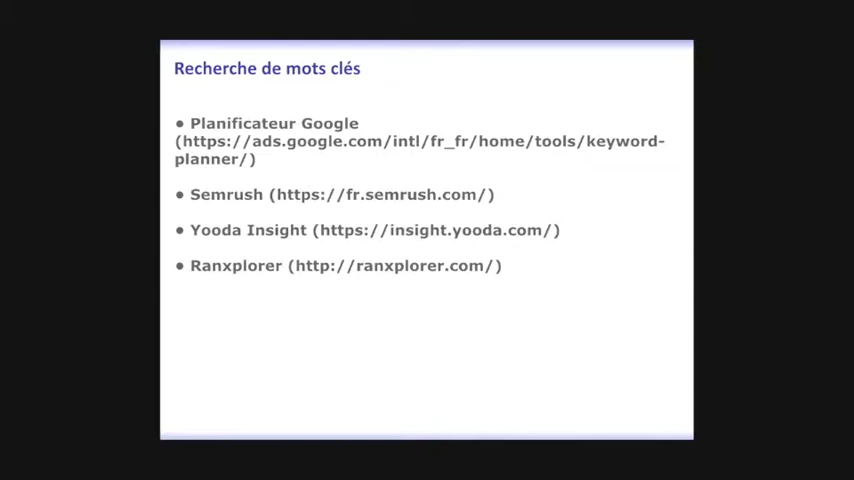 Recherche de mots clés
● Planificateur Google
(https://ads.google.com/intl/fr_fr/home/tools/keyword-
planner/)
● Semrush (https://fr.semrush.com/)
● Yooda Insight (https://insight.yooda.com/)
● Ranxplorer (http://ranxplorer.com/)